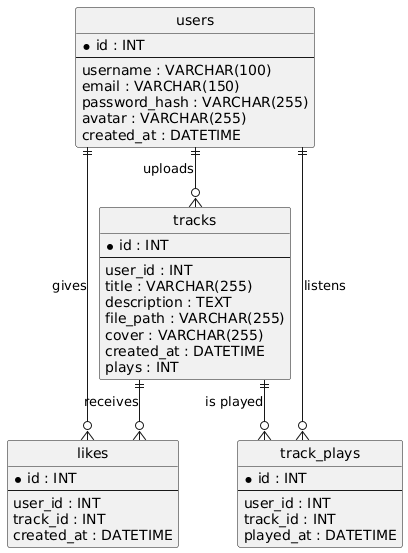 users
id : INT
username : VARCHAR(100)
email : VARCHAR(150)
password_hash : VARCHAR(255)
avatar : VARCHAR(255)
created_at : DATETIME
uploads
tracks
id : INT
user_id : INT
title : VARCHAR(255)
description : TEXT
file_path : VARCHAR(255)
cover : VARCHAR(255)
created_at : DATETIME
plays : INT
gives
listens
receives
is played
likes
id : INT
user_id : INT
track_id : INT
created_at : DATETIME
track_plays
id : INT
user_id : INT
track_id : INT
played_at : DATETIME